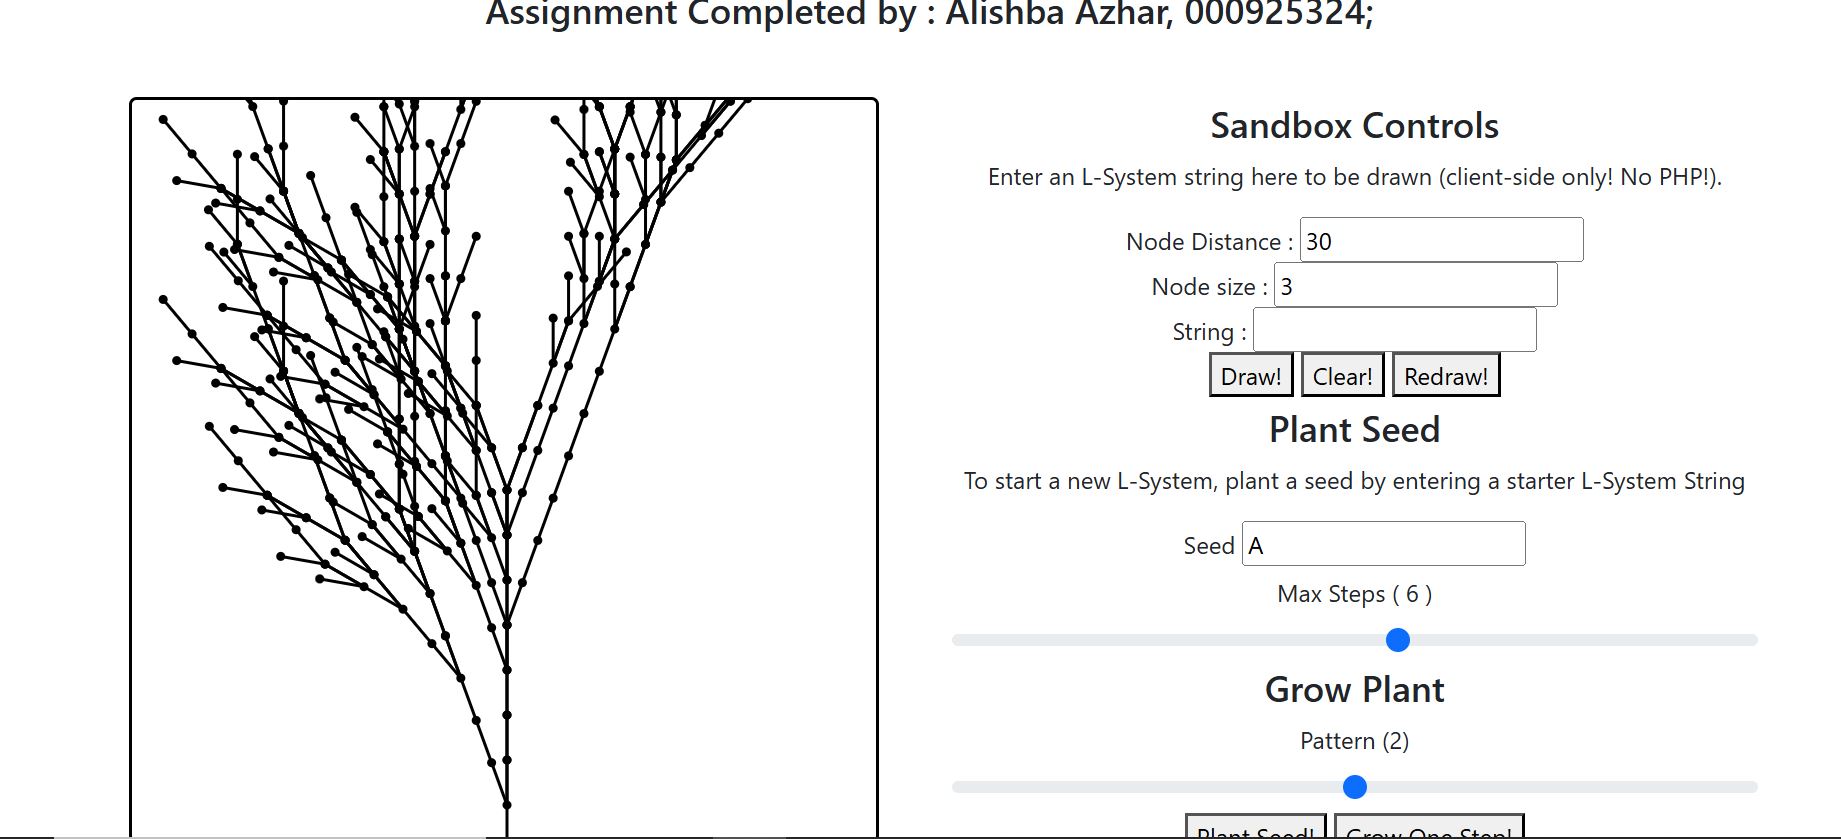 Assignment Completed by : Alishba Azhar, 000925324;
Sandbox Controls
Enter an L-System string here to be drawn (client-side only! No PHP!).
Node Distance : 30
Node size : 3
String :
Draw! Clear! Redraw!
Plant Seed
To start a new L-System, plant a seed by entering a starter L-System String
Seed A
Max Steps ( 6 )
Grow Plant
Pattern (2)
Plant Seed! Grow One Step!